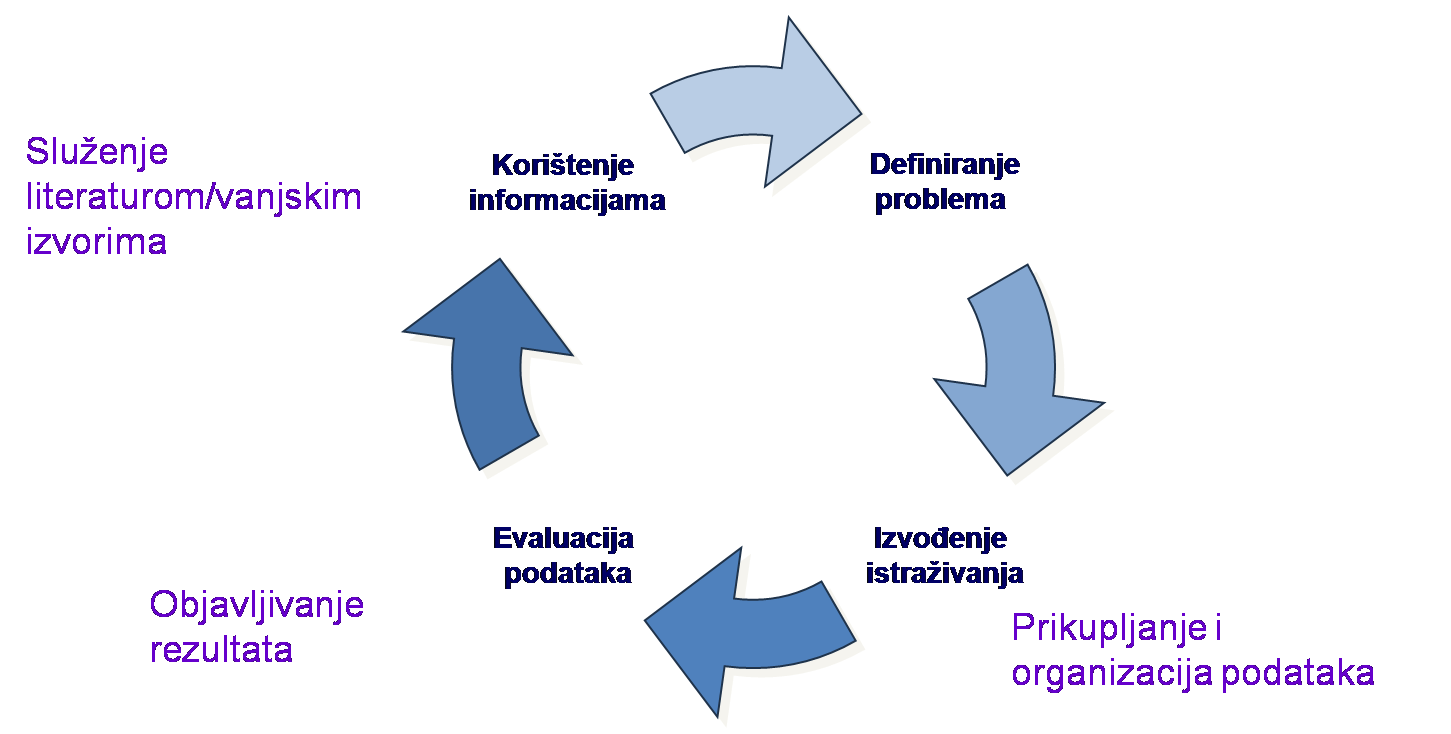 Služenje
literaturom/vanjskim
izvorima
Korištenje
informacijama
Definiranje
problema
Evaluacija
podataka
Izvođenje
istraživanja
Objavljivanje
rezultata
Prikupljanje i
organizacija podataka